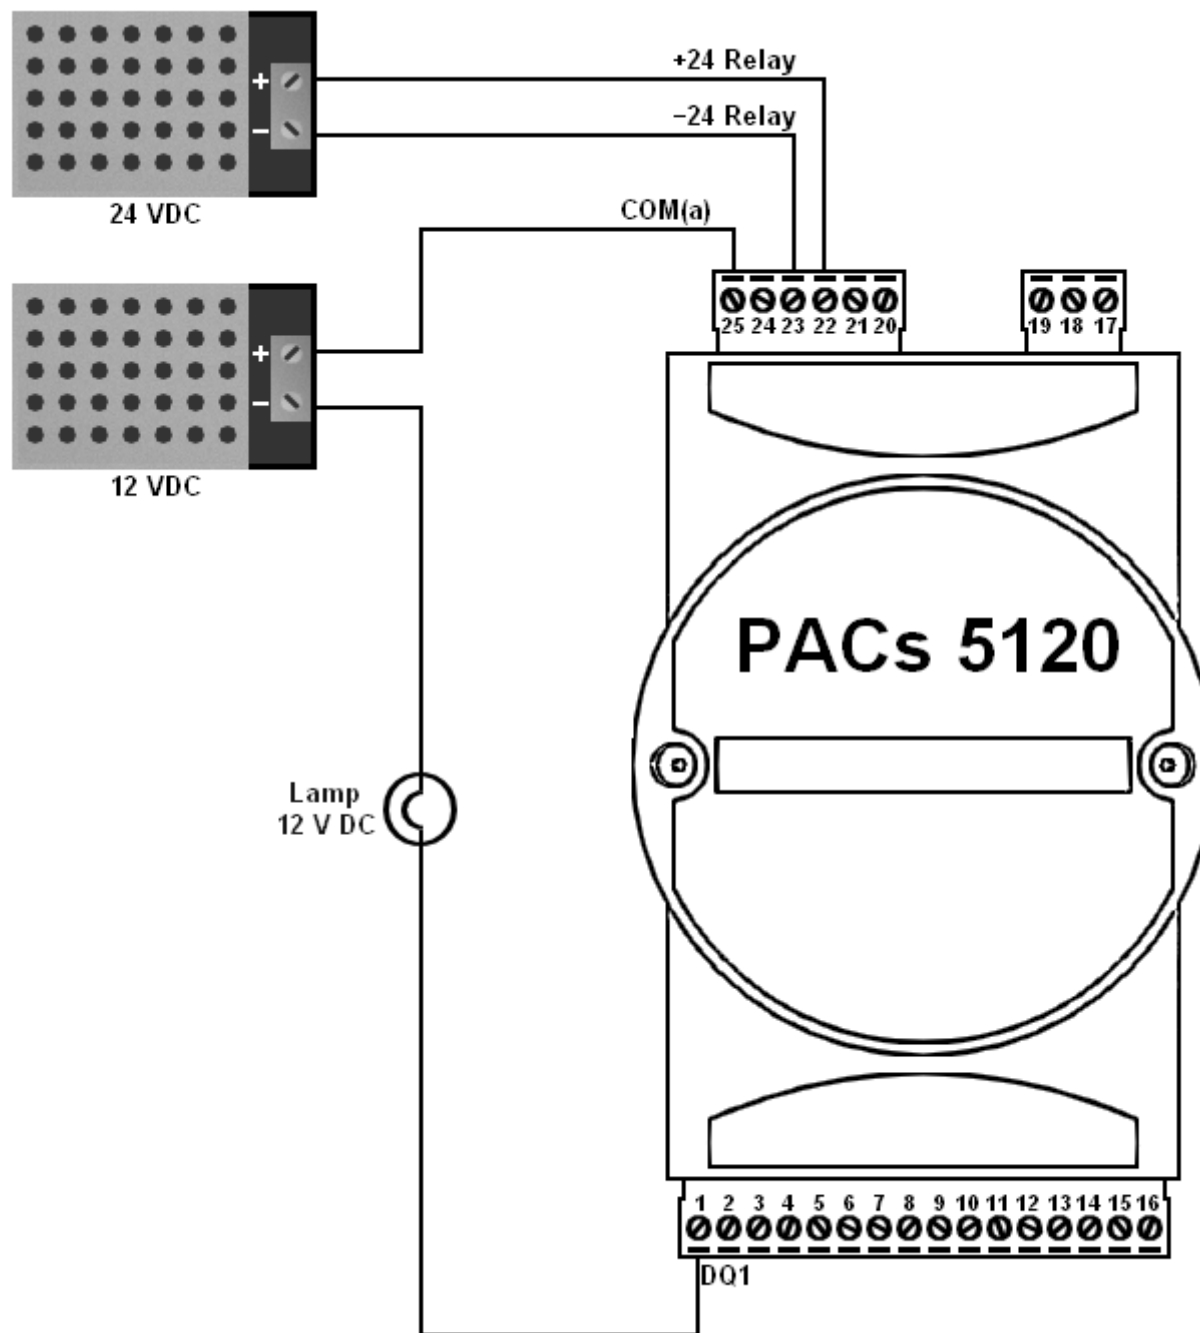 +24 Relay
+
−24 Relay
−
24 VDC
COM(a)
25 24 23 22 21 20
19 18 17
+
−
12 VDC
PACs 5120
Lamp
12 V DC
1 2 3 4 5 6 7 8 9 10 11 12 13 14 15 16
DQ1